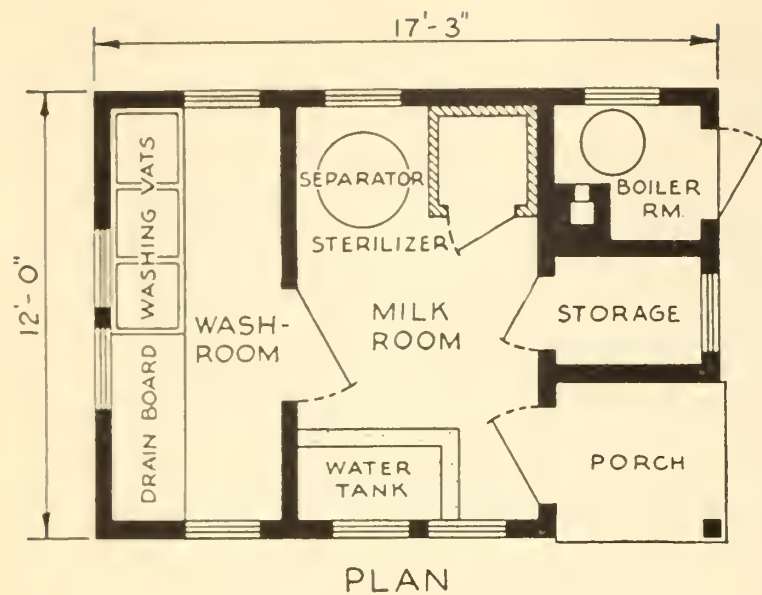 17'-3"
12'-0"
WASHING VATS
DRAIN BOARD
WASH-
ROOM
SEPARATOR
STERILIZER
MILK
ROOM
WATER
TANK
BOILER
RM.
STORAGE
PORCH
PLAN